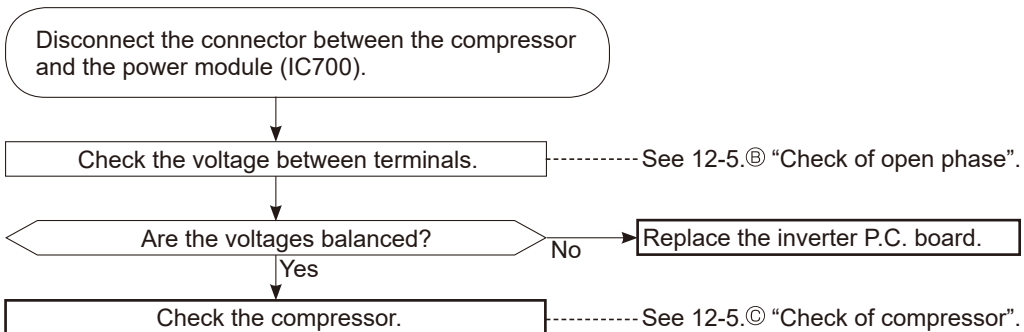 Disconnect the connector between the compressor
and the power module (IC700).
Check the voltage between terminals.
See 12-5.Ⓑ “Check of open phase”.
Are the voltages balanced?
No
Replace the inverter P.C. board.
Yes
Check the compressor.
See 12-5.Ⓒ “Check of compressor”.